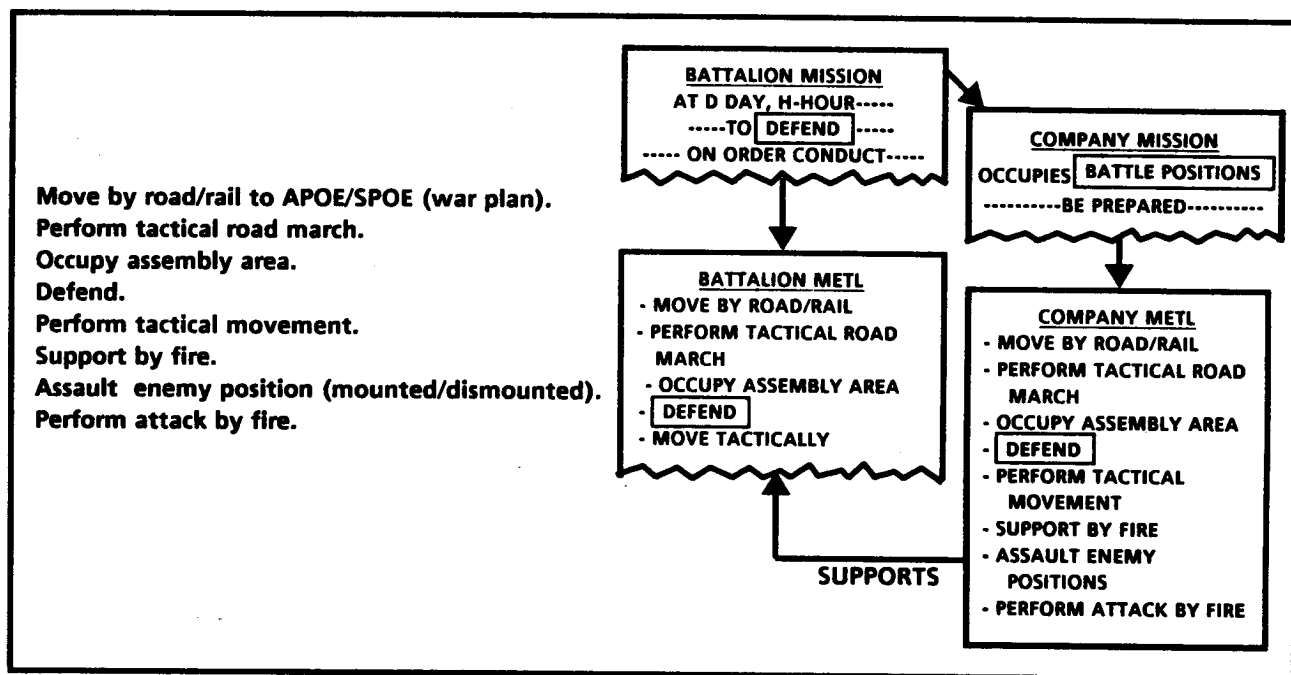 Move by road/rail to APOE/SPOE (war plan).
Perform tactical road march.
Occupy assembly area.
Defend.
Perform tactical movement.
Support by fire.
Assault enemy position (mounted/dismounted).
Perform attack by fire.
BATTALION MISSION
AT D DAY, H-HOUR-----
-----TO DEFEND -----
----- ON ORDER CONDUCT-----
COMPANY MISSION
OCCUPIES BATTLE POSITIONS
----------BE PREPARED----------
BATTALION METL
- MOVE BY ROAD/RAIL
- PERFORM TACTICAL ROAD
MARCH
- OCCUPY ASSEMBLY AREA
- DEFEND
- MOVE TACTICALLY
COMPANY METL
- MOVE BY ROAD/RAIL
- PERFORM TACTICAL ROAD
MARCH
- OCCUPY ASSEMBLY AREA
- DEFEND
- PERFORM TACTICAL
MOVEMENT
- SUPPORT BY FIRE
- ASSAULT ENEMY
POSITIONS
- PERFORM ATTACK BY FIRE
SUPPORTS